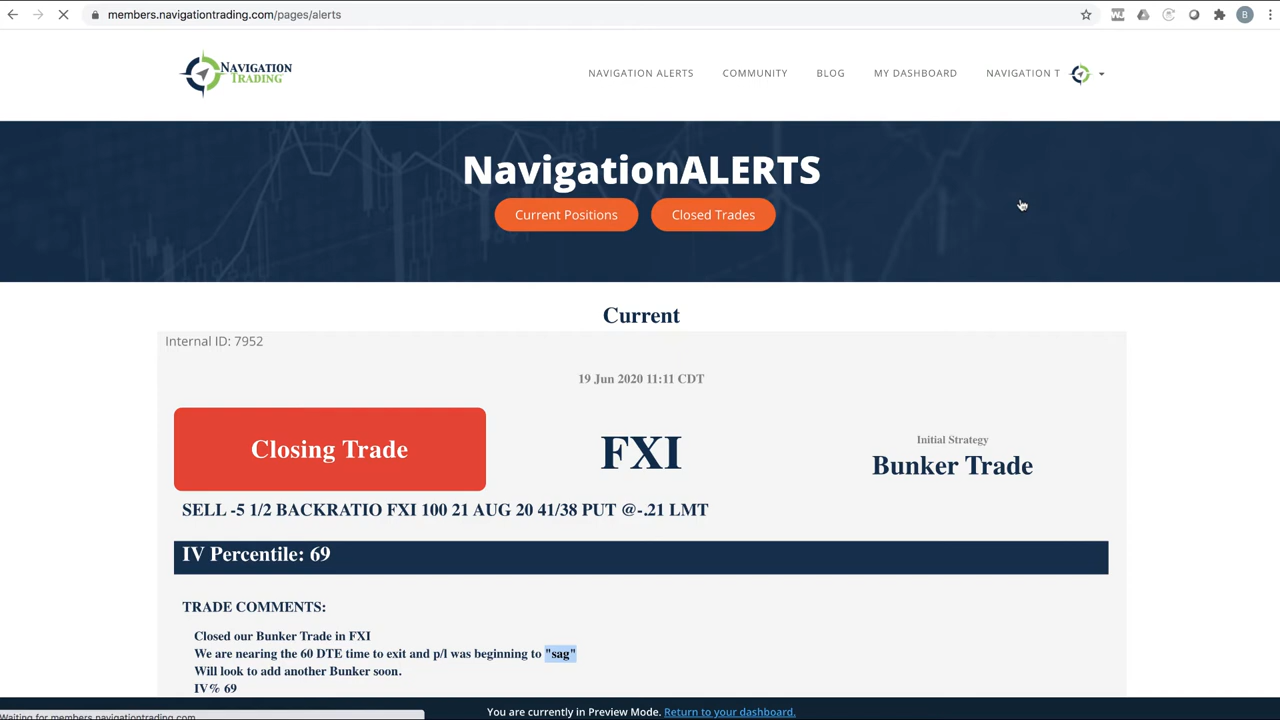 members.navigationtrading.com/pages/alerts
B
NAVIGATION
TRADING
NAVIGATION ALERTS COMMUNITY BLOG MY DASHBOARD NAVIGATION T
NavigationALERTS
Current Positions Closed Trades
Current
Internal ID: 7952
19 Jun 2020 11:11 CDT
Closing Trade
FXI
Initial Strategy
Bunker Trade
SELL -5 1/2 BACKRATIO FXI 100 21 AUG 20 41/38 PUT @-.21 LMT
IV Percentile: 69
TRADE COMMENTS:
Closed our Bunker Trade in FXI
We are nearing the 60 DTE time to exit and p/l was beginning to "sag"
Will look to add another Bunker soon.
IV% 69
You are currently in Preview Mode. Return to your dashboard.
Waiting for members.navigationtrading.com